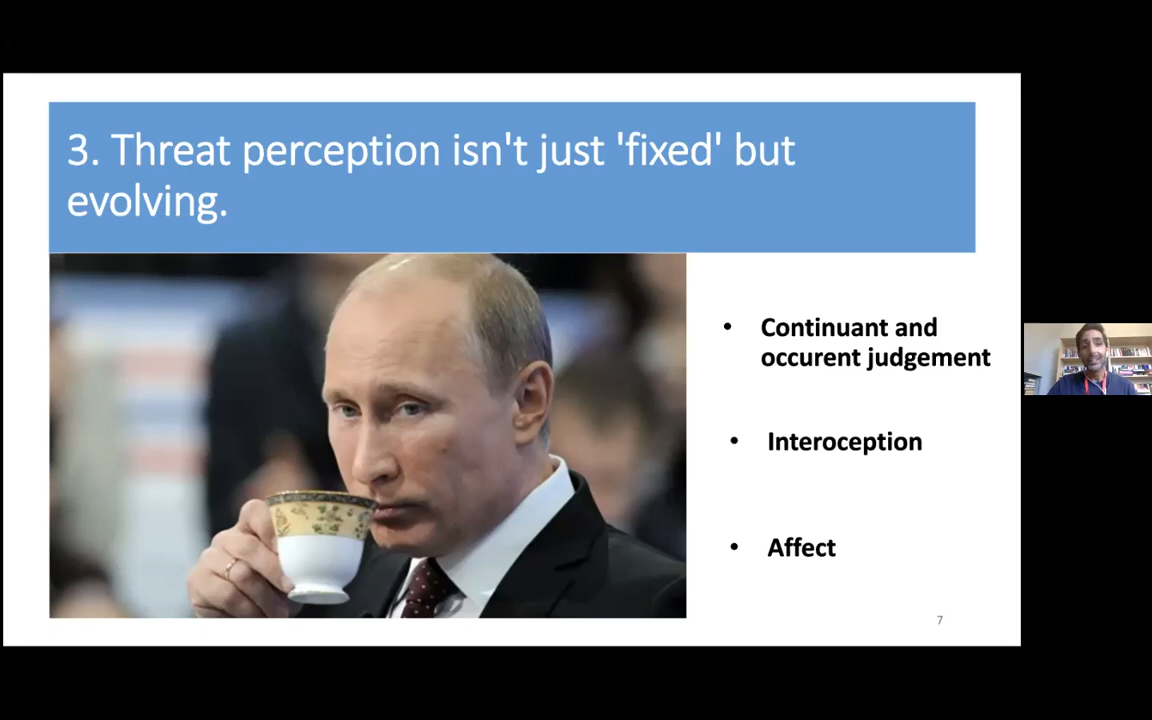 3. Threat perception isn't just 'fixed' but
evolving.
• Continuant and
occurent judgement
• Interoception
• Affect
7